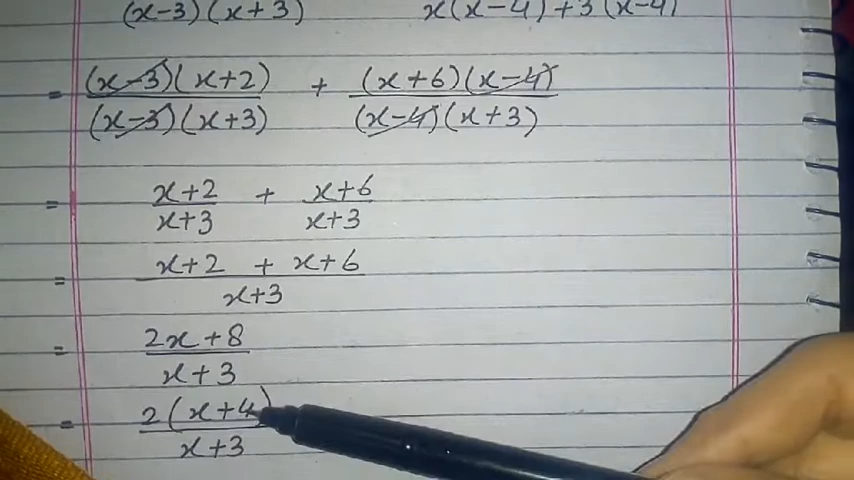 (x-3)(x+3) x(x-4)+3(x-4)
= (x-3)(x+2) + (x+6)(x-4)
(x-3)(x+3) (x-4)(x+3)
= x+2 + x+6
x+3 x+3
= x+2 + x+6
x+3
= 2x+8
x+3
= 2(x+4)
x+3